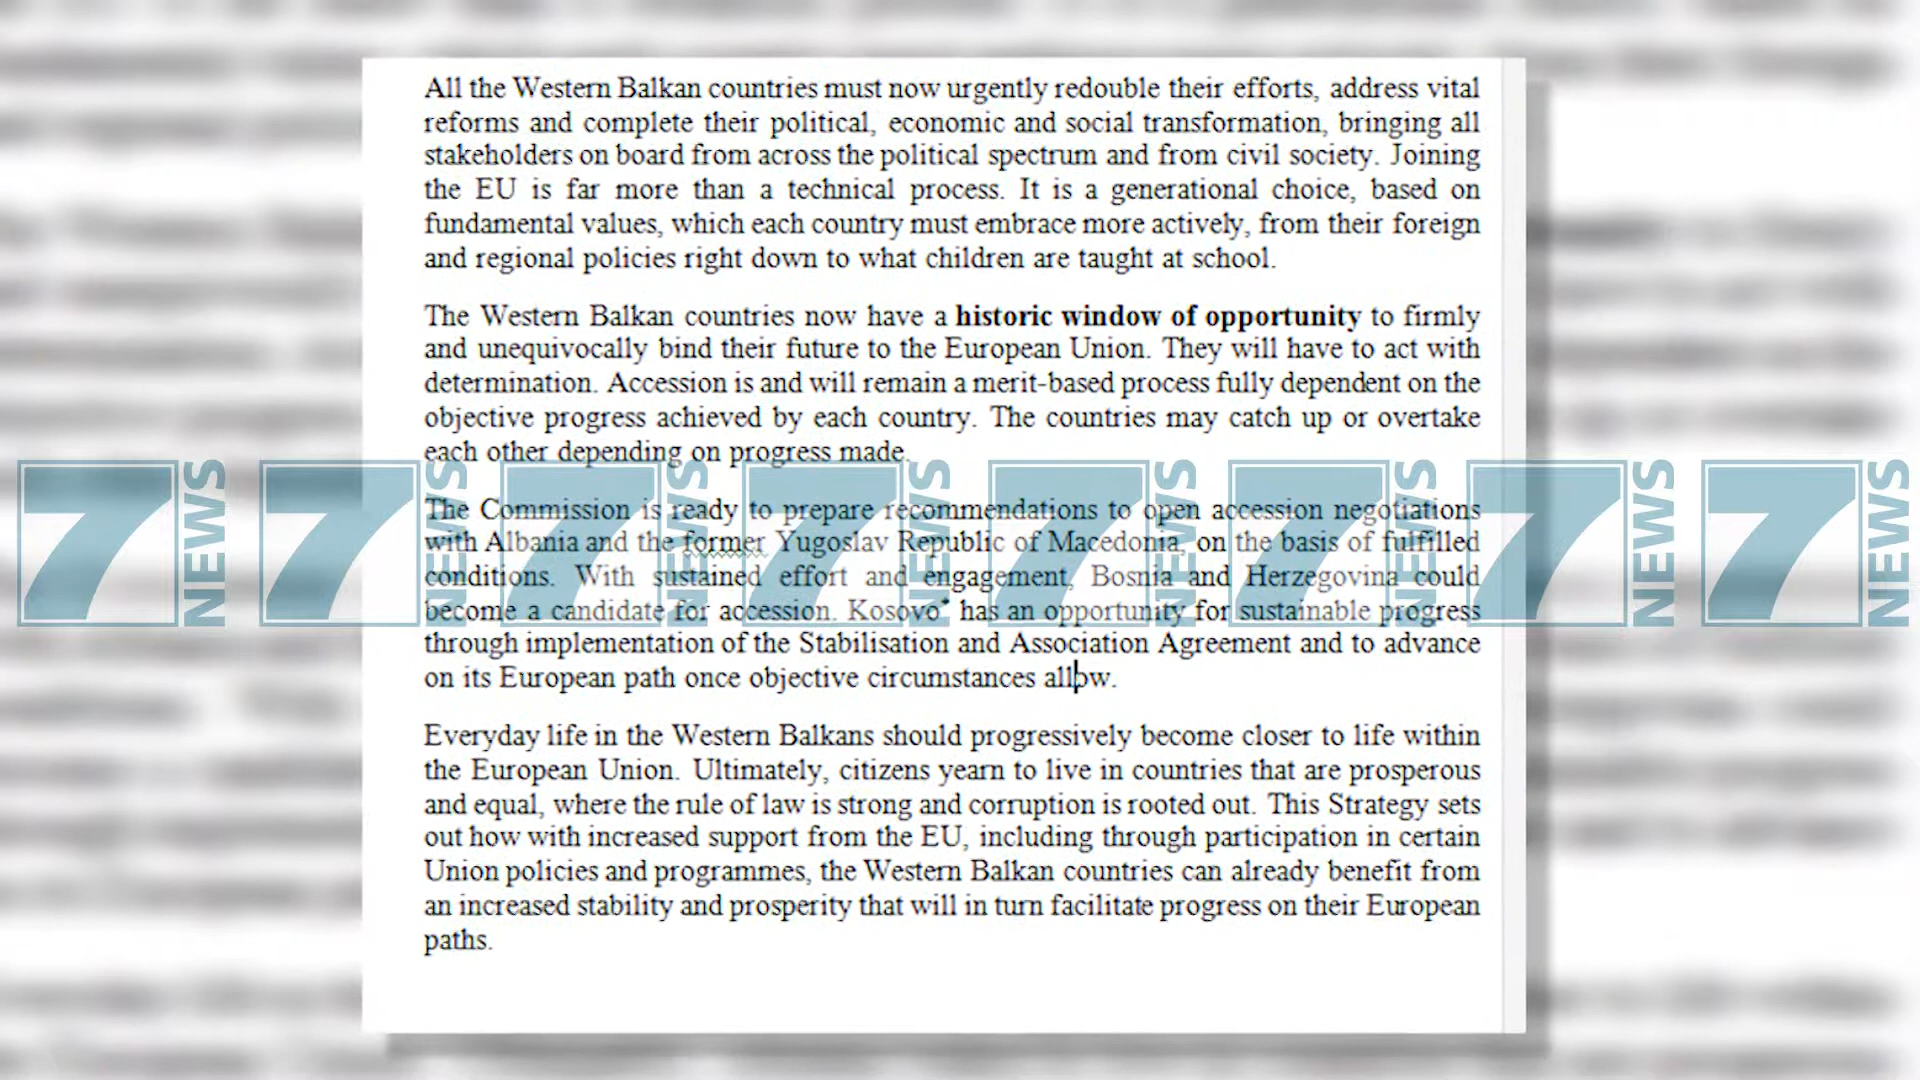 All the Western Balkan countries must now urgently redouble their efforts, address vital
reforms and complete their political, economic and social transformation, bringing all
stakeholders on board from across the political spectrum and from civil society. Joining
the EU is far more than a technical process. It is a generational choice, based on
fundamental values, which each country must embrace more actively, from their foreign
and regional policies right down to what children are taught at school.
The Western Balkan countries now have a historic window of opportunity to firmly
and unequivocally bind their future to the European Union. They will have to act with
determination. Accession is and will remain a merit-based process fully dependent on the
objective progress achieved by each country. The countries may catch up or overtake
each other depending on progress made.
The Commission is ready to prepare recommendations to open accession negotiations
with Albania and the former Yugoslav Republic of Macedonia, on the basis of fulfilled
conditions. With sustained effort and engagement, Bosnia and Herzegovina could
become a candidate for accession. Kosovo* has an opportunity for sustainable progress
through implementation of the Stabilisation and Association Agreement and to advance
on its European path once objective circumstances allow.
Everyday life in the Western Balkans should progressively become closer to life within
the European Union. Ultimately, citizens yearn to live in countries that are prosperous
and equal, where the rule of law is strong and corruption is rooted out. This Strategy sets
out how with increased support from the EU, including through participation in certain
Union policies and programmes, the Western Balkan countries can already benefit from
an increased stability and prosperity that will in turn facilitate progress on their European
paths.
7 NEWS 7 NEWS 7 NEWS 7 NEWS 7 NEWS 7 NEWS 7 NEWS 7 NEWS